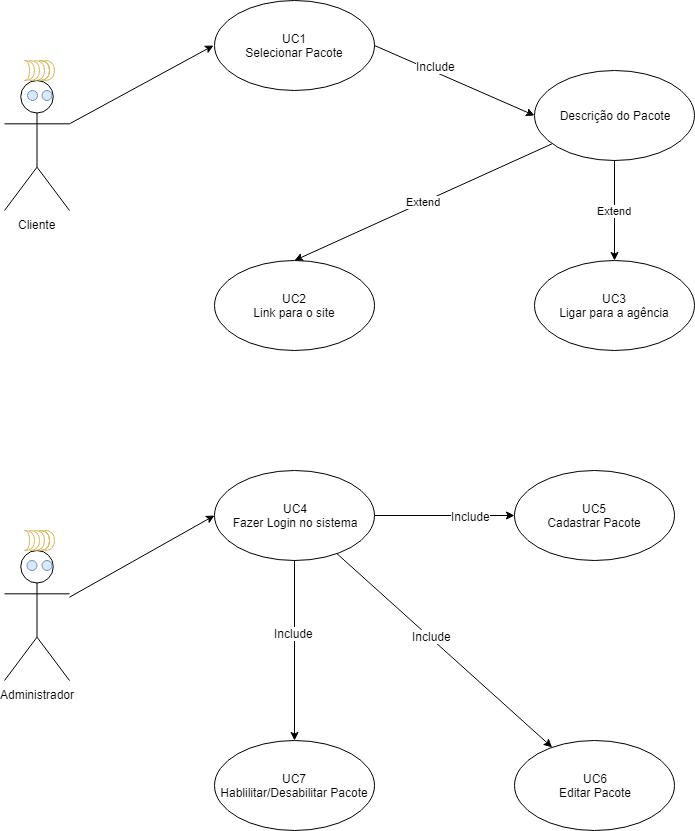 UC1
Selecionar Pacote
Include
Descrição do Pacote
Cliente
Extend
Extend
UC2
Link para o site
UC3
Ligar para a agência
UC4
Fazer Login no sistema
Include
UC5
Cadastrar Pacote
Administrador
Include
Include
UC7
Hablilitar/Desabilitar Pacote
UC6
Editar Pacote